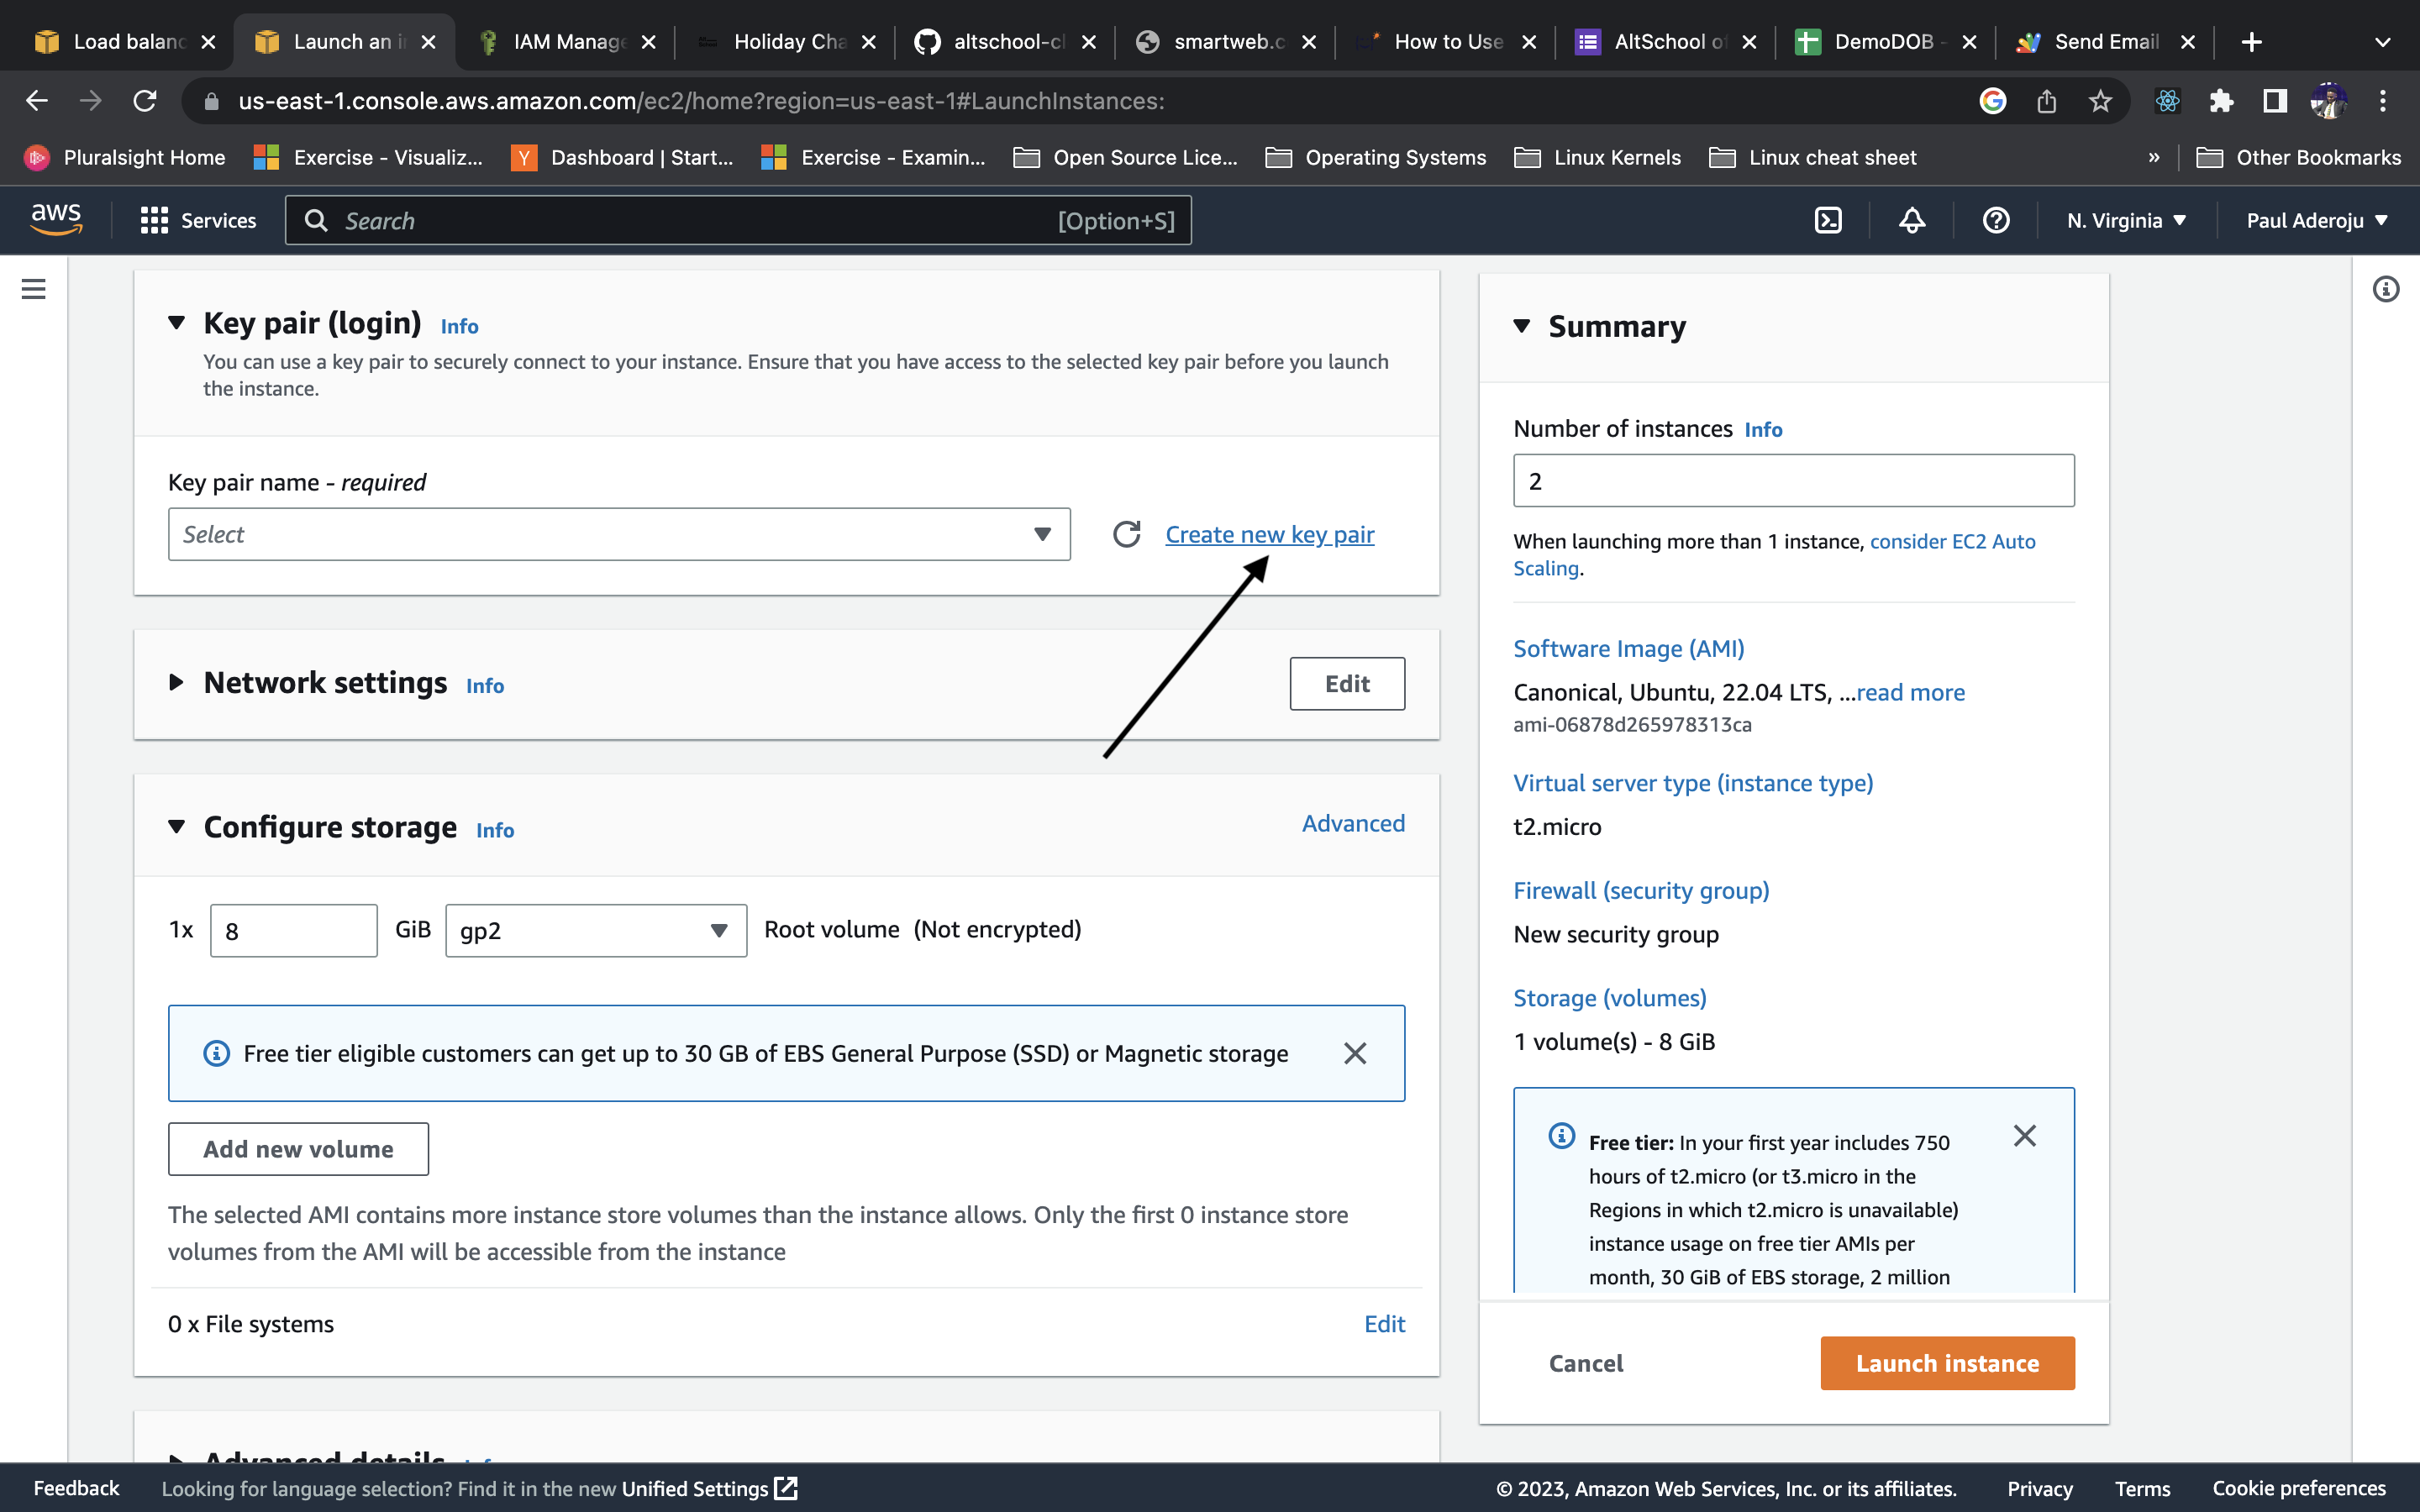 Load balanc
Launch an i
IAM Manage
Holiday Cha
altschool-cl
smartweb.c
How to Use
AltSchool of
DemoDOB -
Send Email
us-east-1.console.aws.amazon.com/ec2/home?region=us-east-1#LaunchInstances:
Pluralsight Home
Exercise - Visualiz...
Dashboard | Start...
Exercise - Examin...
Open Source Lice...
Operating Systems
Linux Kernels
Linux cheat sheet
»
Other Bookmarks
aws
Services
Search
[Option+S]
N. Virginia
Paul Aderoju
Key pair (login) Info
You can use a key pair to securely connect to your instance. Ensure that you have access to the selected key pair before you launch
the instance.
Key pair name - required
Select
Create new key pair
Network settings Info
Edit
Configure storage Info
Advanced
1x 8 GiB gp2 Root volume (Not encrypted)
Free tier eligible customers can get up to 30 GB of EBS General Purpose (SSD) or Magnetic storage
Add new volume
The selected AMI contains more instance store volumes than the instance allows. Only the first 0 instance store
volumes from the AMI will be accessible from the instance
0 x File systems
Edit
Advanced details Info
Summary
Number of instances Info
2
When launching more than 1 instance, consider EC2 Auto
Scaling.
Software Image (AMI)
Canonical, Ubuntu, 22.04 LTS, ...read more
ami-06878d265978313ca
Virtual server type (instance type)
t2.micro
Firewall (security group)
New security group
Storage (volumes)
1 volume(s) - 8 GiB
Free tier: In your first year includes 750
hours of t2.micro (or t3.micro in the
Regions in which t2.micro is unavailable)
instance usage on free tier AMIs per
month, 30 GiB of EBS storage, 2 million
Cancel
Launch instance
Feedback
Looking for language selection? Find it in the new Unified Settings
© 2023, Amazon Web Services, Inc. or its affiliates.
Privacy
Terms
Cookie preferences